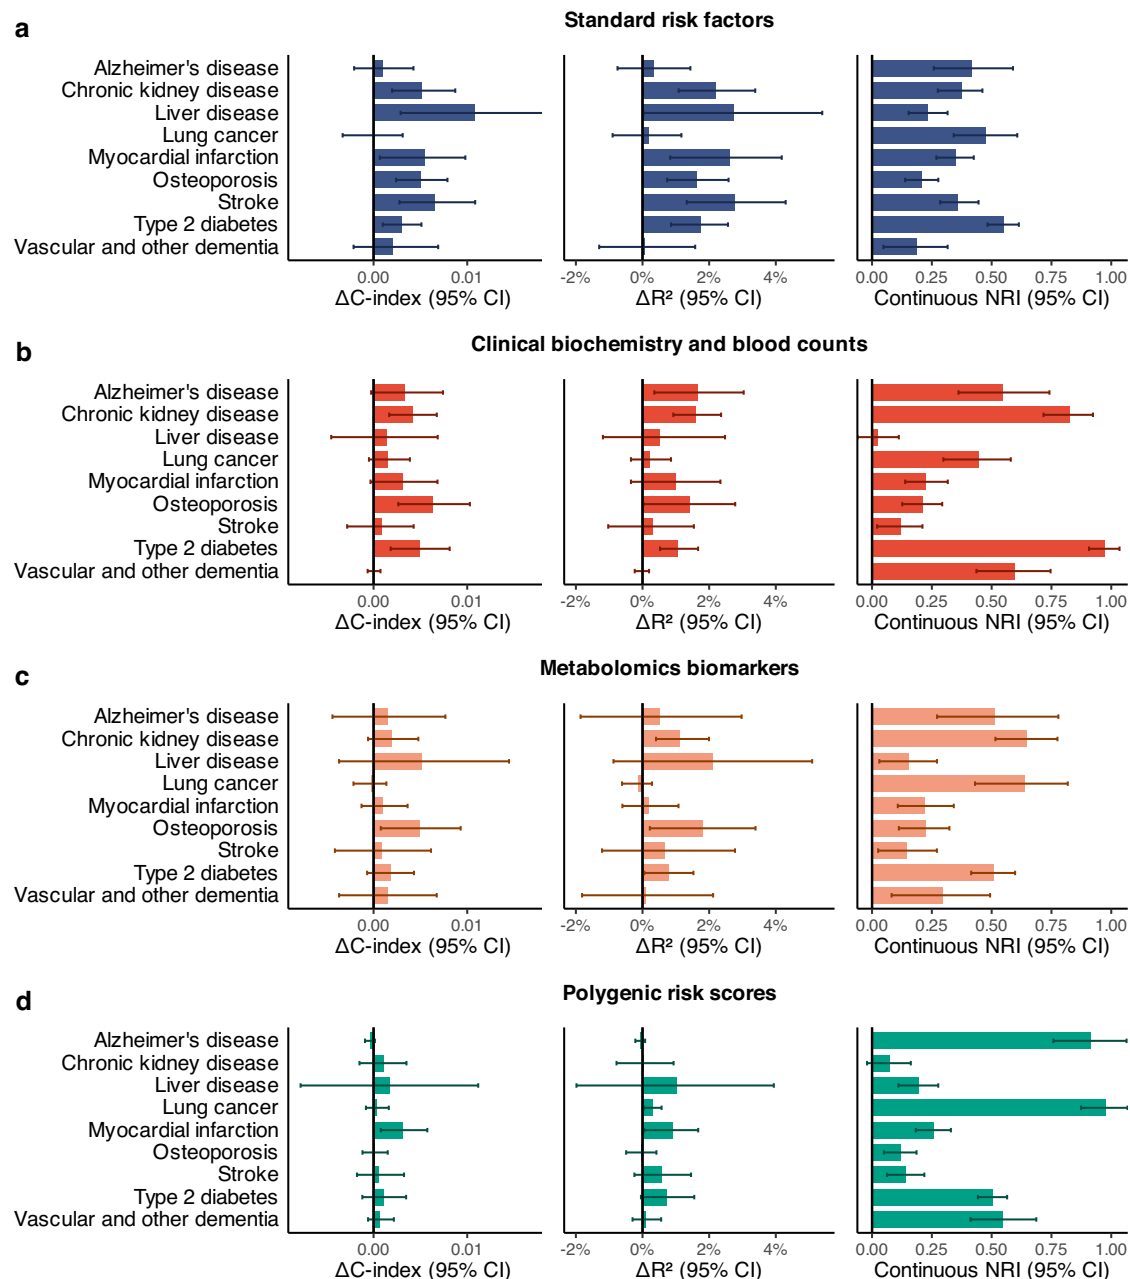 a
Standard risk factors
Alzheimer's disease
Chronic kidney disease
Liver disease
Lung cancer
Myocardial infarction
Osteoporosis
Stroke
Type 2 diabetes
Vascular and other dementia
0.00 0.01
ΔC-index (95% CI)
-2% 0% 2% 4%
ΔR² (95% CI)
0.00 0.25 0.50 0.75 1.00
Continuous NRI (95% CI)
b
Clinical biochemistry and blood counts
Alzheimer's disease
Chronic kidney disease
Liver disease
Lung cancer
Myocardial infarction
Osteoporosis
Stroke
Type 2 diabetes
Vascular and other dementia
0.00 0.01
ΔC-index (95% CI)
-2% 0% 2% 4%
ΔR² (95% CI)
0.00 0.25 0.50 0.75 1.00
Continuous NRI (95% CI)
c
Metabolomics biomarkers
Alzheimer's disease
Chronic kidney disease
Liver disease
Lung cancer
Myocardial infarction
Osteoporosis
Stroke
Type 2 diabetes
Vascular and other dementia
0.00 0.01
ΔC-index (95% CI)
-2% 0% 2% 4%
ΔR² (95% CI)
0.00 0.25 0.50 0.75 1.00
Continuous NRI (95% CI)
d
Polygenic risk scores
Alzheimer's disease
Chronic kidney disease
Liver disease
Lung cancer
Myocardial infarction
Osteoporosis
Stroke
Type 2 diabetes
Vascular and other dementia
0.00 0.01
ΔC-index (95% CI)
-2% 0% 2% 4%
ΔR² (95% CI)
0.00 0.25 0.50 0.75 1.00
Continuous NRI (95% CI)